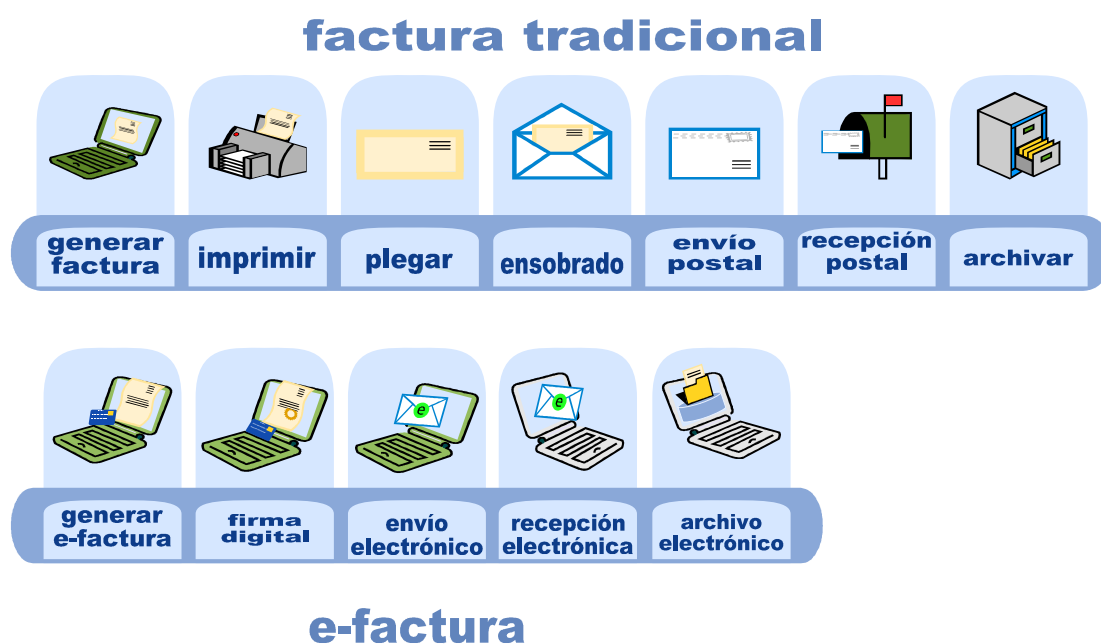 factura tradicional
generar
factura
imprimir
plegar
ensobrado
envío
postal
recepción
postal
archivar
generar
e-factura
firma
digital
envío
electrónico
recepción
electrónica
archivo
electrónico
e-factura